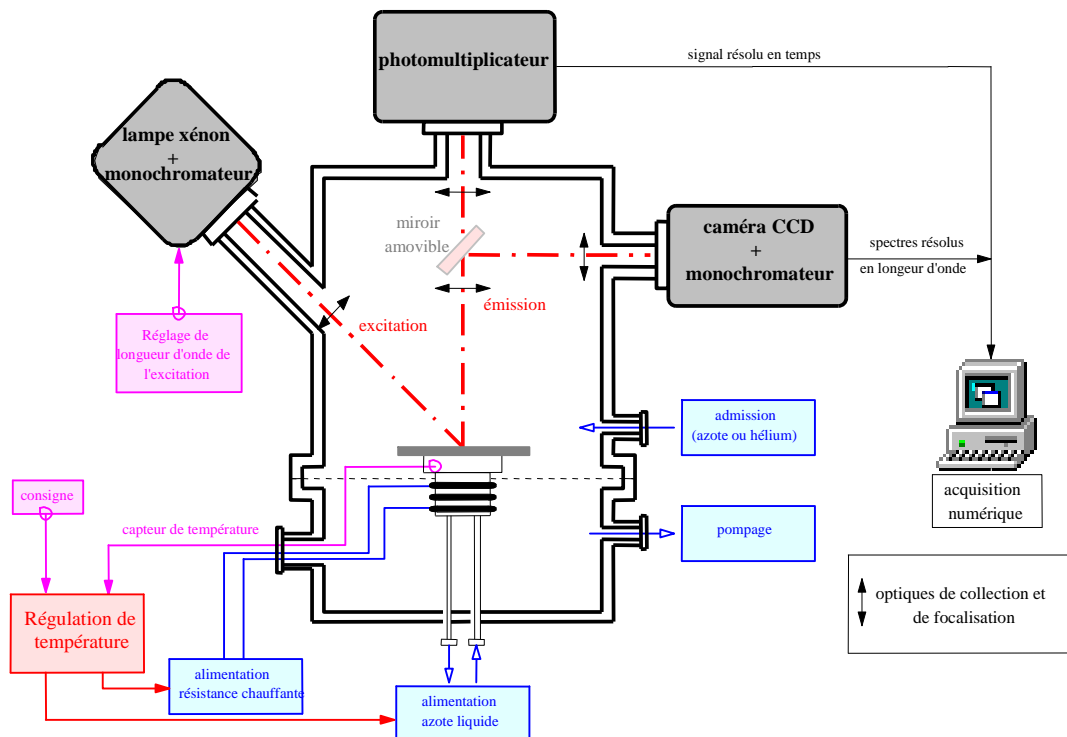 photomultiplicateur
signal résolu en temps
lampe xénon
+
monochromateur
miroir
amovible
caméra CCD
+
monochromateur
spectres résolus
en longeur d'onde
émission
excitation
Réglage de
longueur d'onde de
l'excitation
admission
(azote ou hélium)
consigne
capteur de température
pompage
acquisition
numérique
Régulation de
température
optiques de collection et
de focalisation
alimentation
résistance chauffante
alimentation
azote liquide